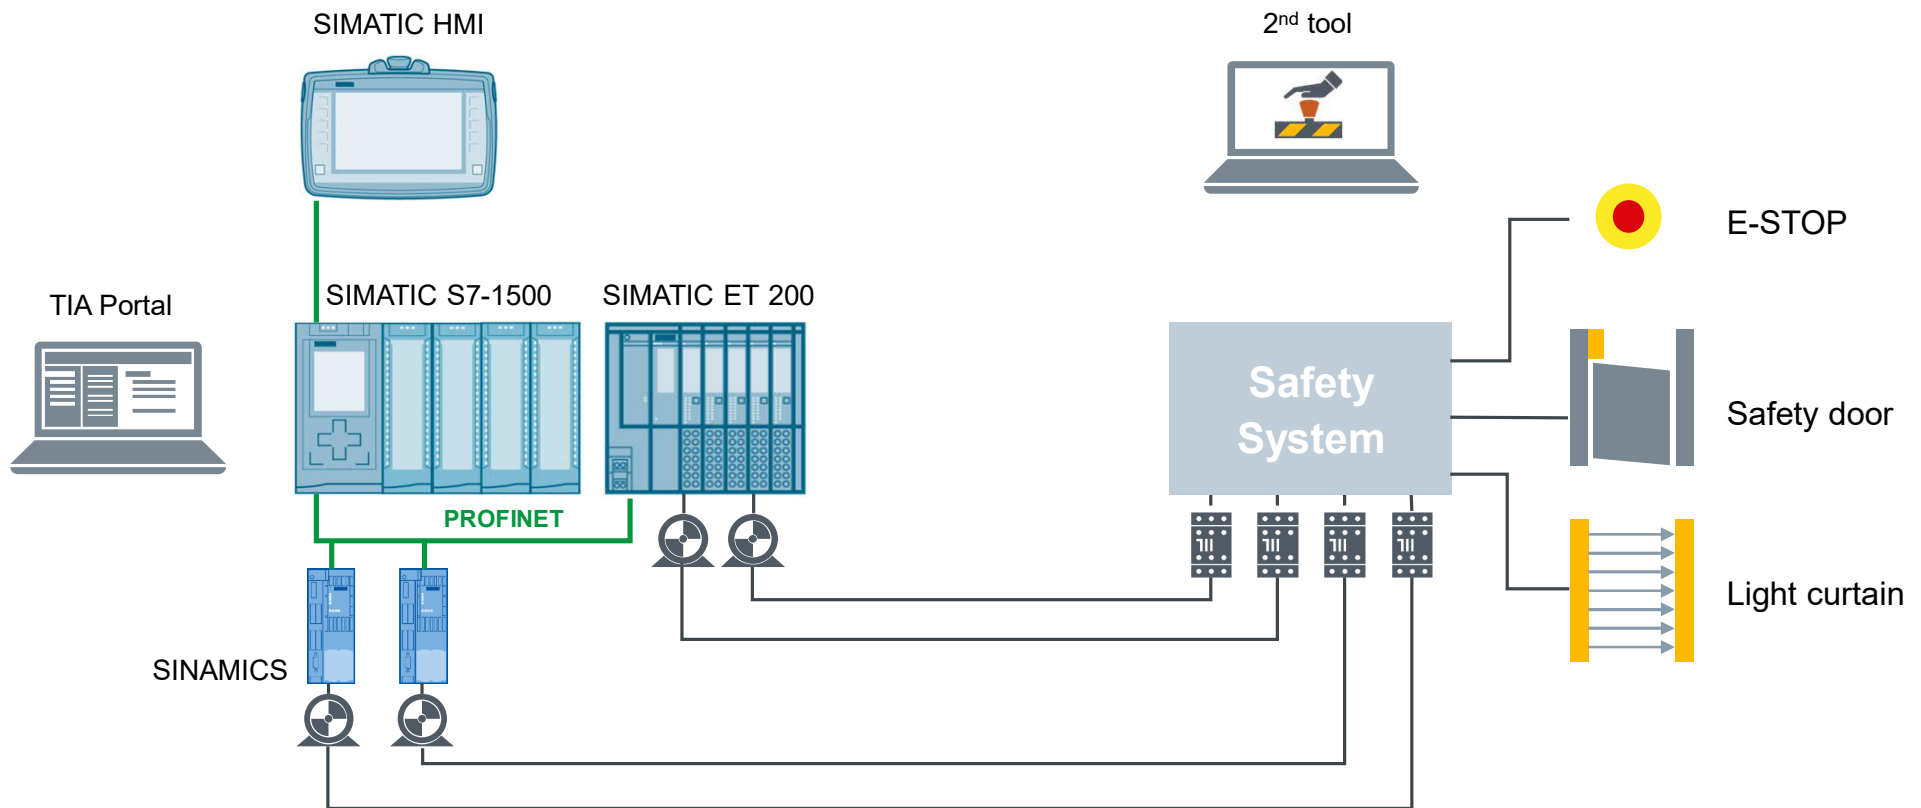 SIMATIC HMI
2nd tool
E-STOP
TIA Portal
SIMATIC S7-1500
SIMATIC ET 200
Safety
System
Safety door
PROFINET
Light curtain
SINAMICS